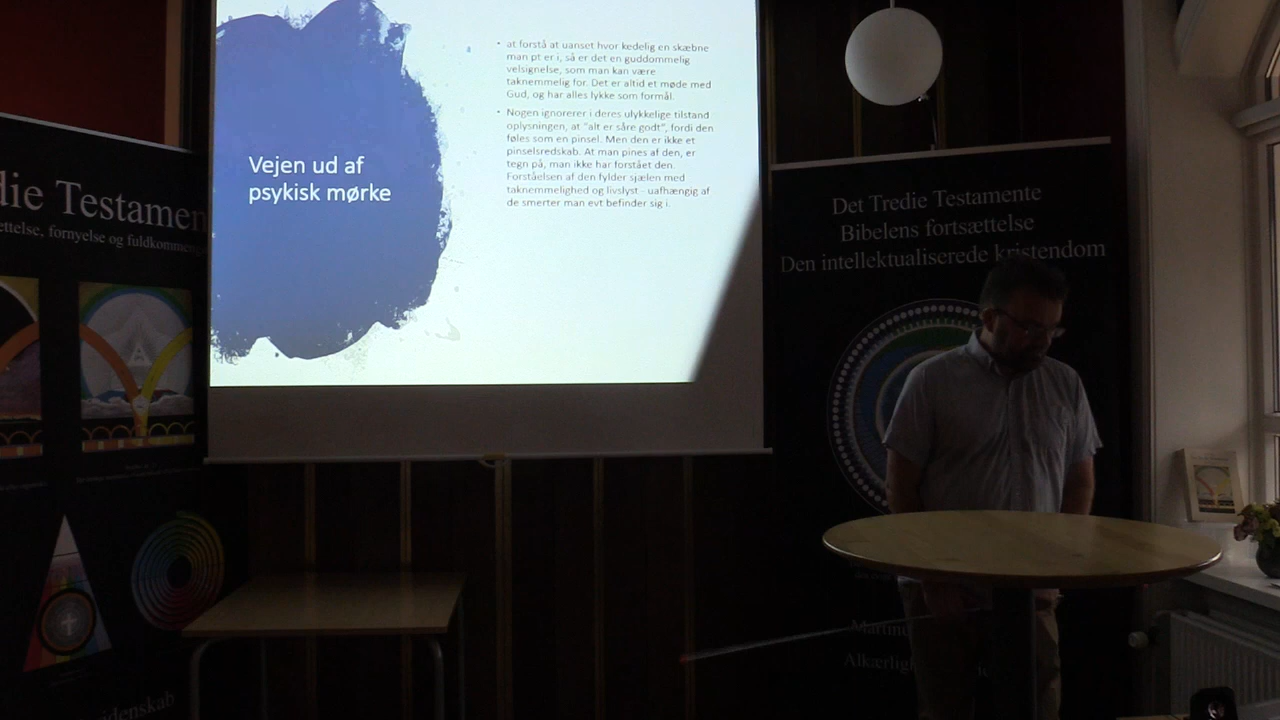 Vejen ud af
psykisk mørke
• at forstå at uanset hvor kedelig en skæbne
man pt er i, så er det en guddommelig
velsignelse, som man kan være
taknemmelig for. Det er altid et møde med
Gud, og har alles lykke som formål.
• Nogen ignorerer i deres ulykkelige tilstand
oplysningen, at "alt er såre godt", fordi den
føles som en pinsel. Men den er ikke et
pinselsredskab. At man pines af den, er
tegn på, man ikke har forstået den.
Forståelsen af den fylder sjælen med
taknemmelighed og livslyst – uafhængig af
de smerter man evt befinder sig i.
die Testamen
ettelse, fornyelse og fuldkommen
idenskab
Det Tredie Testamente
Bibelens fortsættelse
Den intellektualiserede kristendom
Martinu
Alkærligh